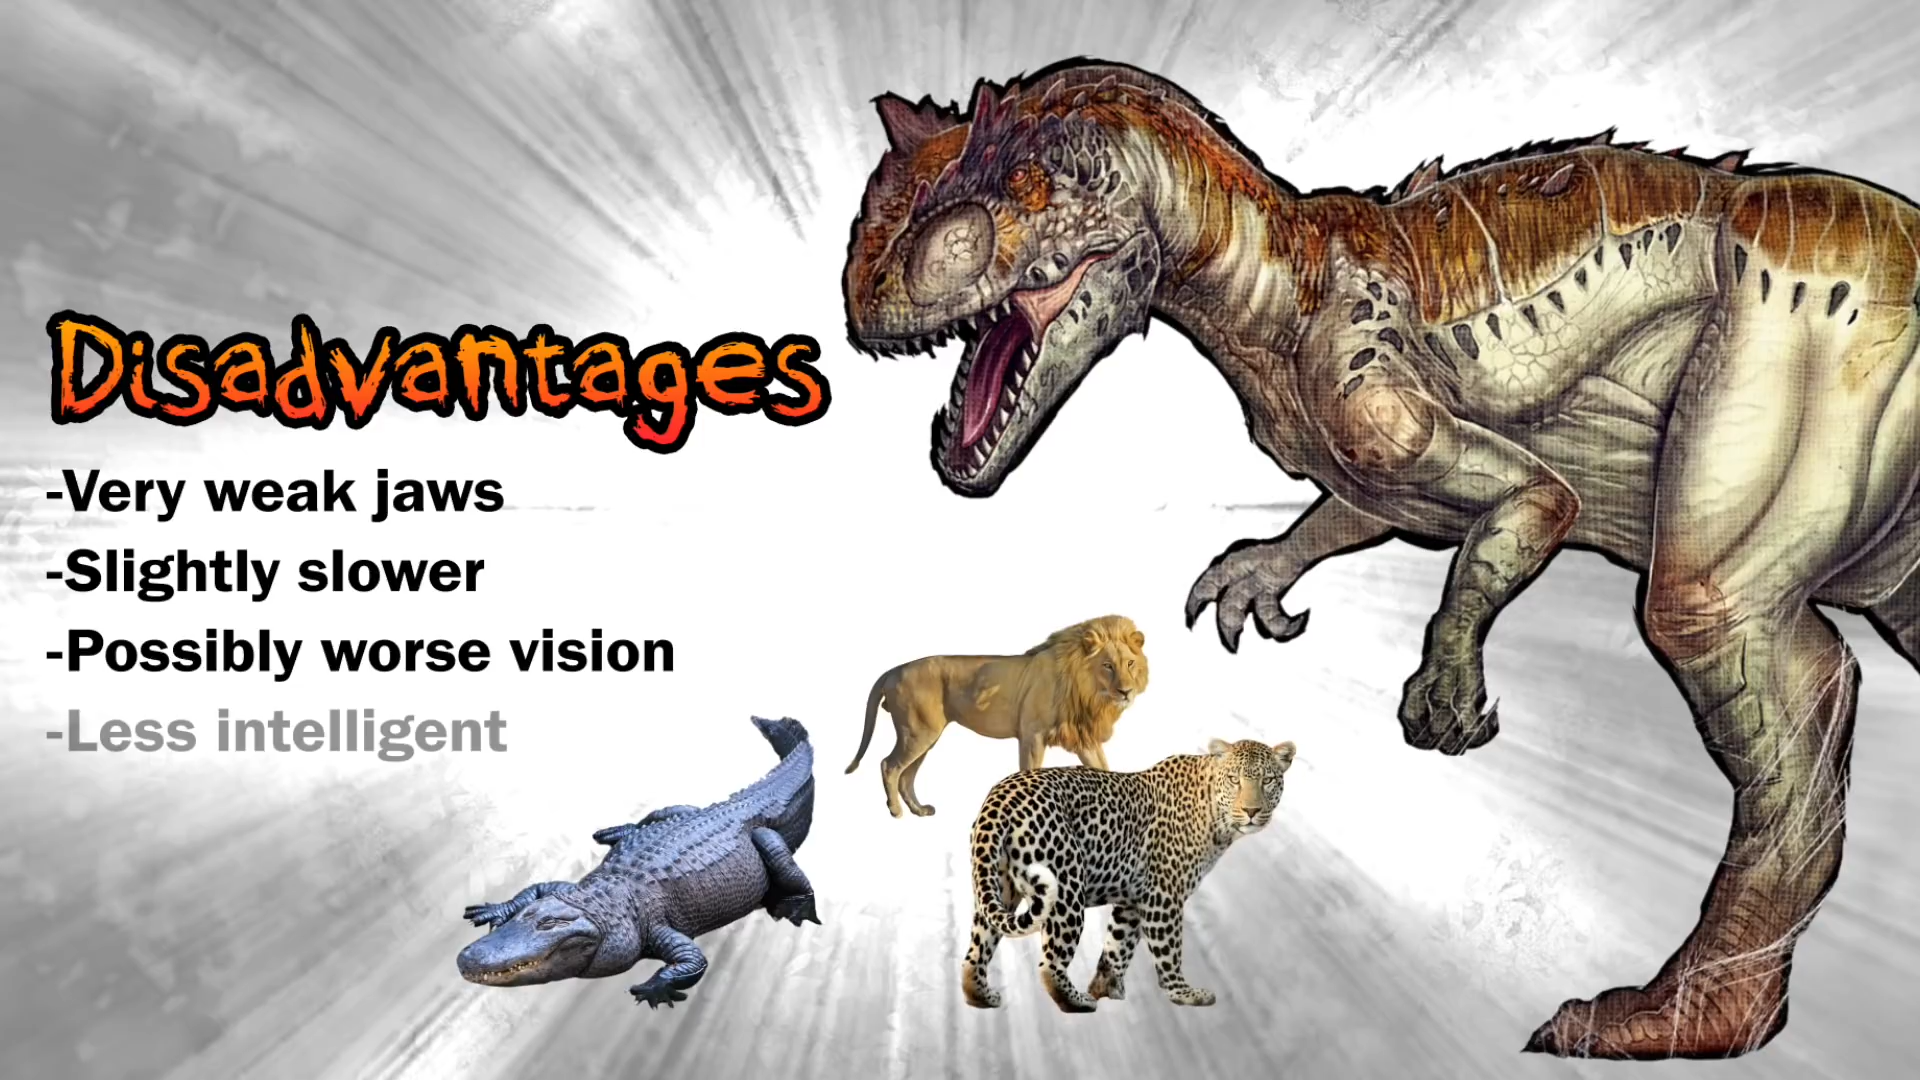 Disadvantages
-Very weak jaws
-Slightly slower
-Possibly worse vision
-Less intelligent